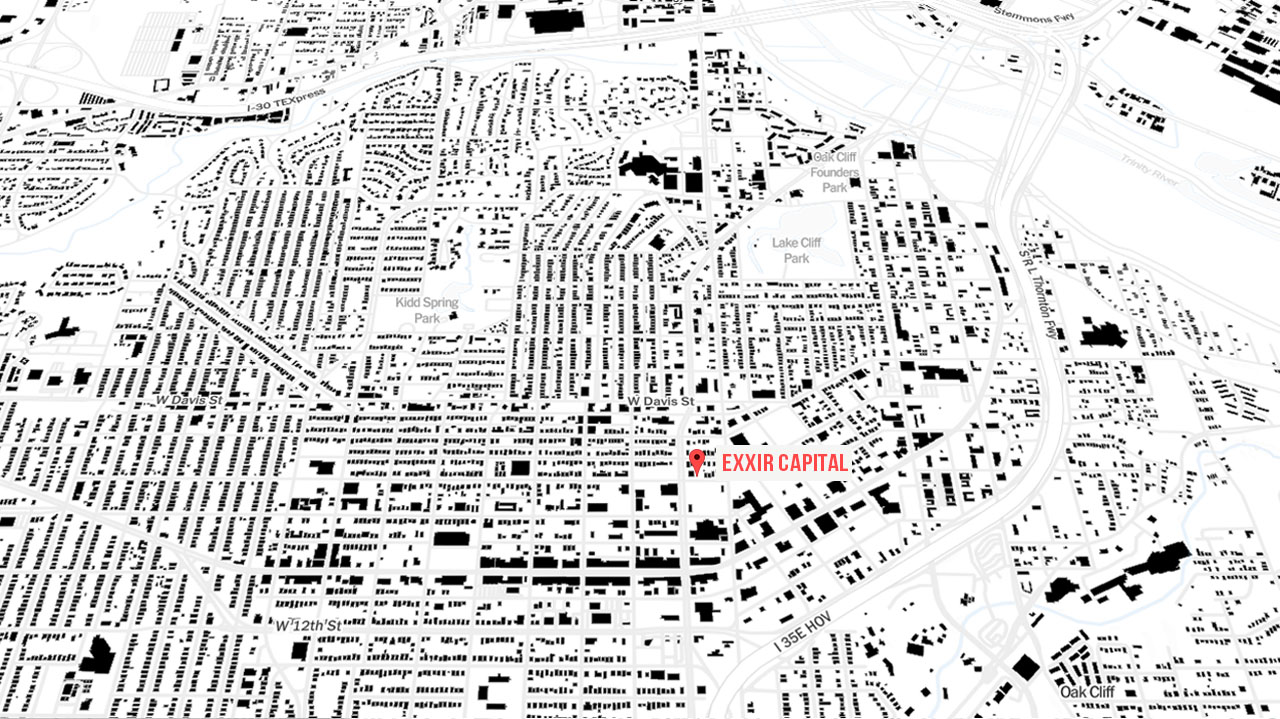 Stemmons Fwy
I-30 TEXpress
Oak Cliff
Founders
Park
Trinity River
Lake Cliff
Park
S R L Thornton Fwy
Kidd Spring
Park
W Davis St
W Davis St
EXXIR CAPITAL
W 12th St
I 35E HOV
Oak Cliff